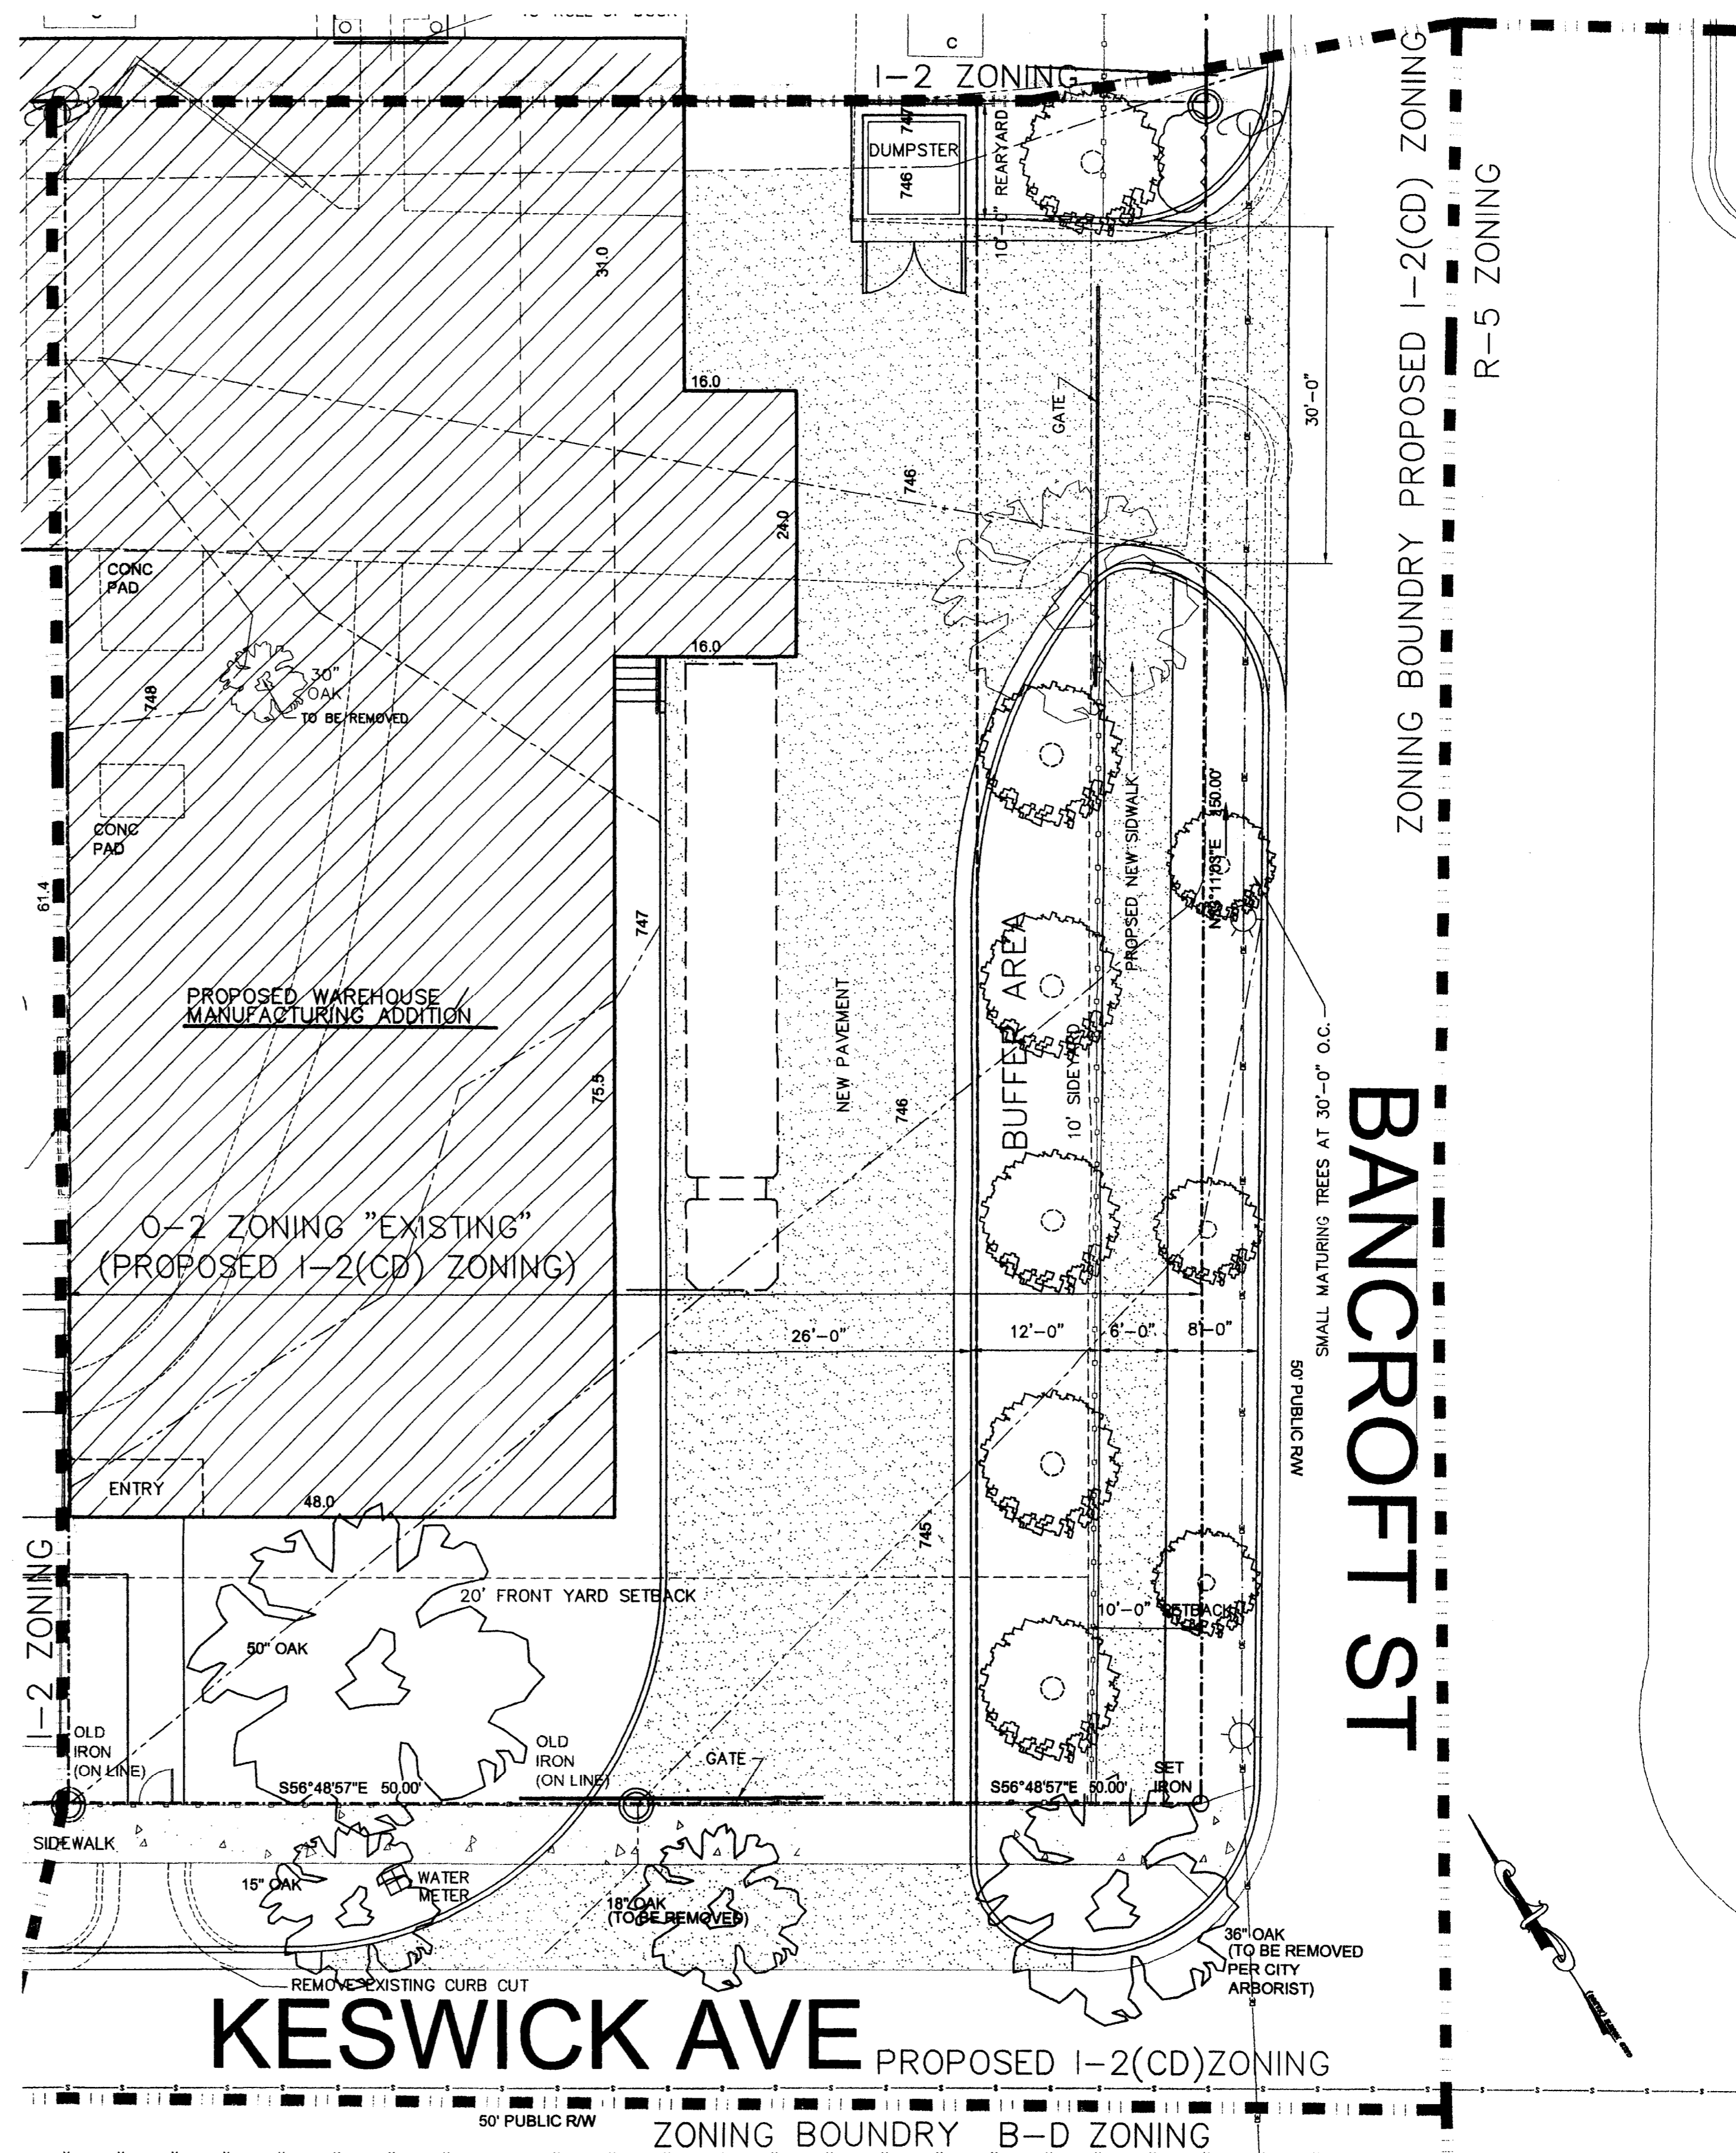 C
I-2 ZONING
DUMPSTER
747
746
10'-0" REARYARD
31.0
16.0
GATE
30'-0"
746
24.0
ZONING BOUNDRY PROPOSED I-2(CD) ZONING
R-5 ZONING
CONC
PAD
16.0
30"
OAK
TO BE REMOVED
748
CONC
PAD
61.4
747
PROPOSED WAREHOUSE /
MANUFACTURING ADDITION
75.5
NEW PAVEMENT
746
BUFFER AREA
10' SIDEYARD
PROPSED NEW SIDWALK
150.00'
SMALL MATURING TREES AT 30'-0" O.C.
BANCROFT ST
O-2 ZONING "EXISTING"
(PROPOSED I-2(CD) ZONING)
26'-0"
12'-0"
6'-0"
8'-0"
50' PUBLIC R/W
ENTRY
48.0
745
20' FRONT YARD SETBACK
10'-0" SETBACK
50" OAK
I-2 ZONING
OLD
IRON
(ON LINE)
OLD
IRON
(ON LINE)
GATE
S56°48'57"E 50.00'
S56°48'57"E 50.00'
SET
IRON
SIDEWALK
15" OAK
WATER
METER
18" OAK
(TO BE REMOVED)
36" OAK
(TO BE REMOVED
PER CITY
ARBORIST)
REMOVE EXISTING CURB CUT
KESWICK AVE
PROPOSED I-2(CD)ZONING
50' PUBLIC R/W
ZONING BOUNDRY B-D ZONING